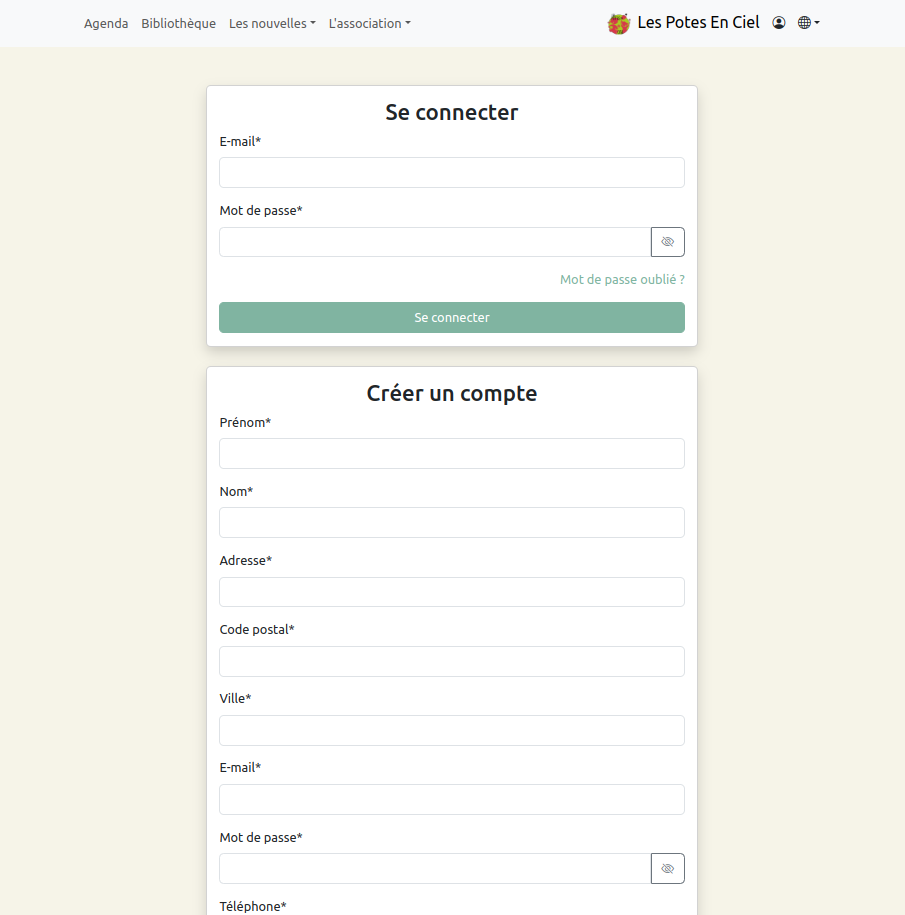 Agenda Bibliothèque Les nouvelles L'association Les Potes En Ciel
Se connecter
E-mail*
Mot de passe*
Mot de passe oublié ?
Se connecter
Créer un compte
Prénom*
Nom*
Adresse*
Code postal*
Ville*
E-mail*
Mot de passe*
Téléphone*